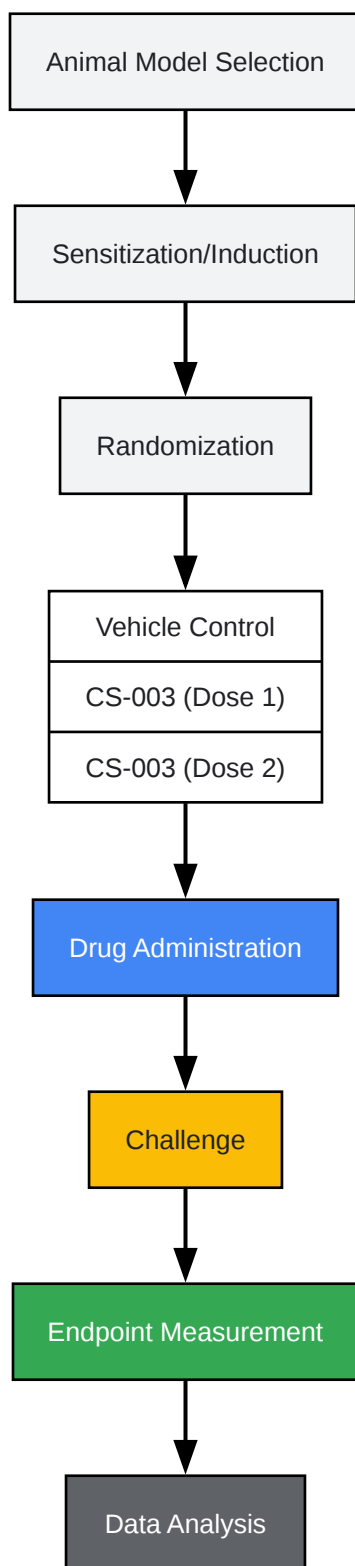 Animal Model Selection
Sensitization/Induction
Randomization
Vehicle Control
CS-003 (Dose 1)
CS-003 (Dose 2)
Drug Administration
Challenge
Endpoint Measurement
Data Analysis